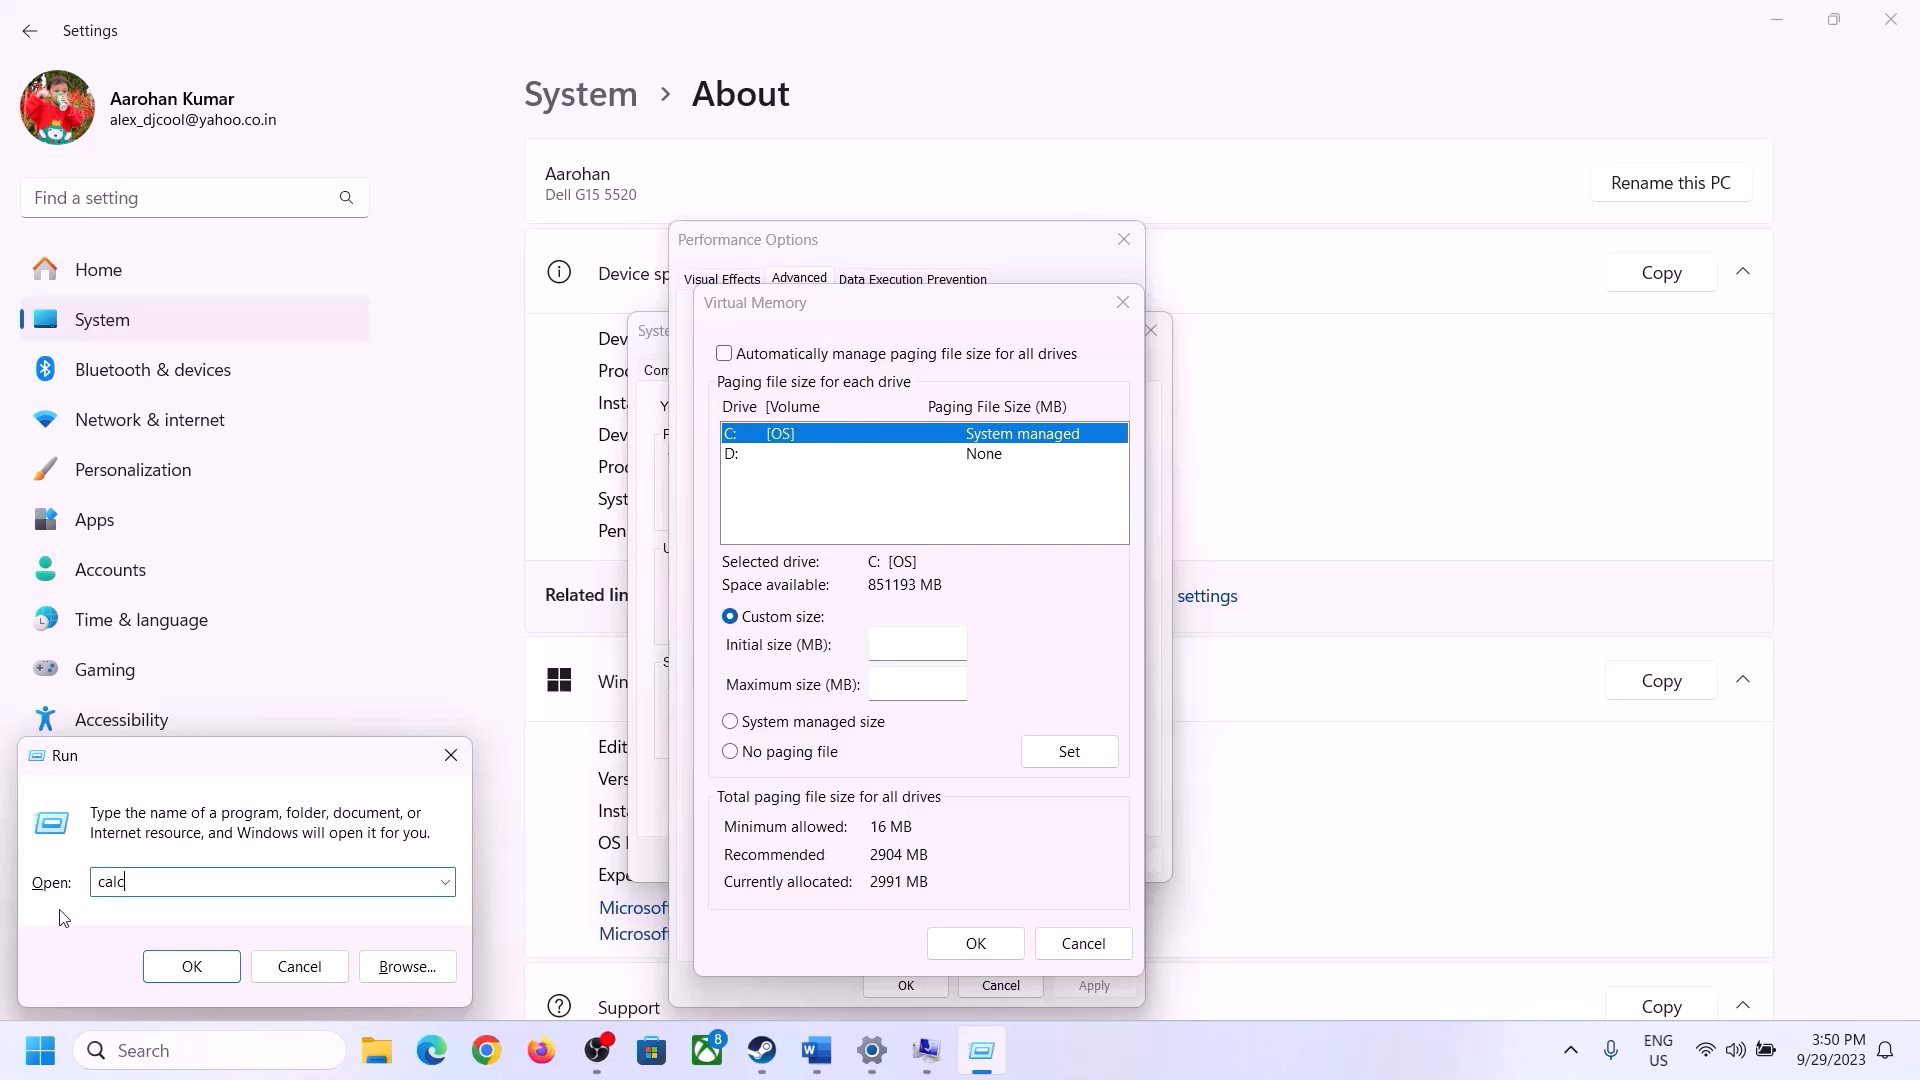 Settings
Aarohan Kumar
alex_djcool@yahoo.co.in
Find a setting
Home
System
Bluetooth & devices
Network & internet
Personalization
Apps
Accounts
Time & language
Gaming
Accessibility
System > About
Aarohan
Dell G15 5520
Rename this PC
Device sp
Copy
Dev
Proc
Inst
Dev
Proc
Syst
Pen
Related lin
settings
Win
Copy
Edit
Vers
Inst
OS
Expe
Microsof
Microsof
Support
Copy
Syste
Com
Performance Options
Visual Effects
Advanced
Data Execution Prevention
OK
Cancel
Apply
Virtual Memory
Automatically manage paging file size for all drives
Paging file size for each drive
Drive [Volume Paging File Size (MB)
C: [OS] System managed
D: None
Selected drive: C: [OS]
Space available: 851193 MB
Custom size:
Initial size (MB):
Maximum size (MB):
System managed size
No paging file
Set
Total paging file size for all drives
Minimum allowed: 16 MB
Recommended 2904 MB
Currently allocated: 2991 MB
OK
Cancel
Run
Type the name of a program, folder, document, or
Internet resource, and Windows will open it for you.
Open: calc
OK
Cancel
Browse...
Search
8
ENG
US
3:50 PM
9/29/2023